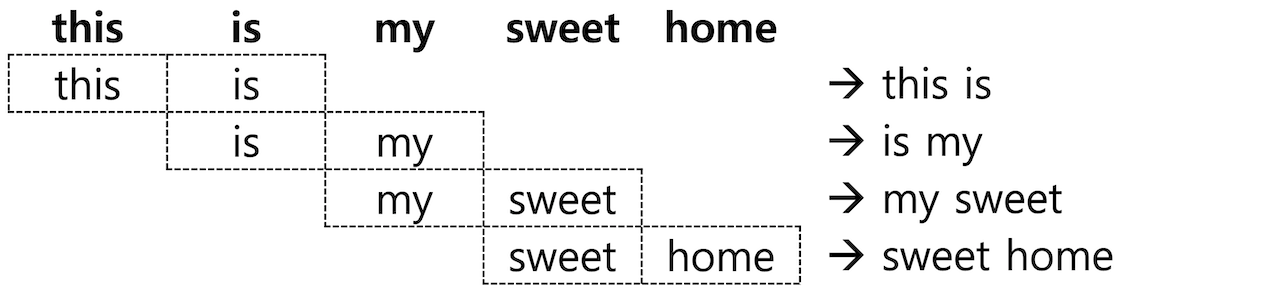 this is my sweet home
this is → this is
is my → is my
my sweet → my sweet
sweet home → sweet home